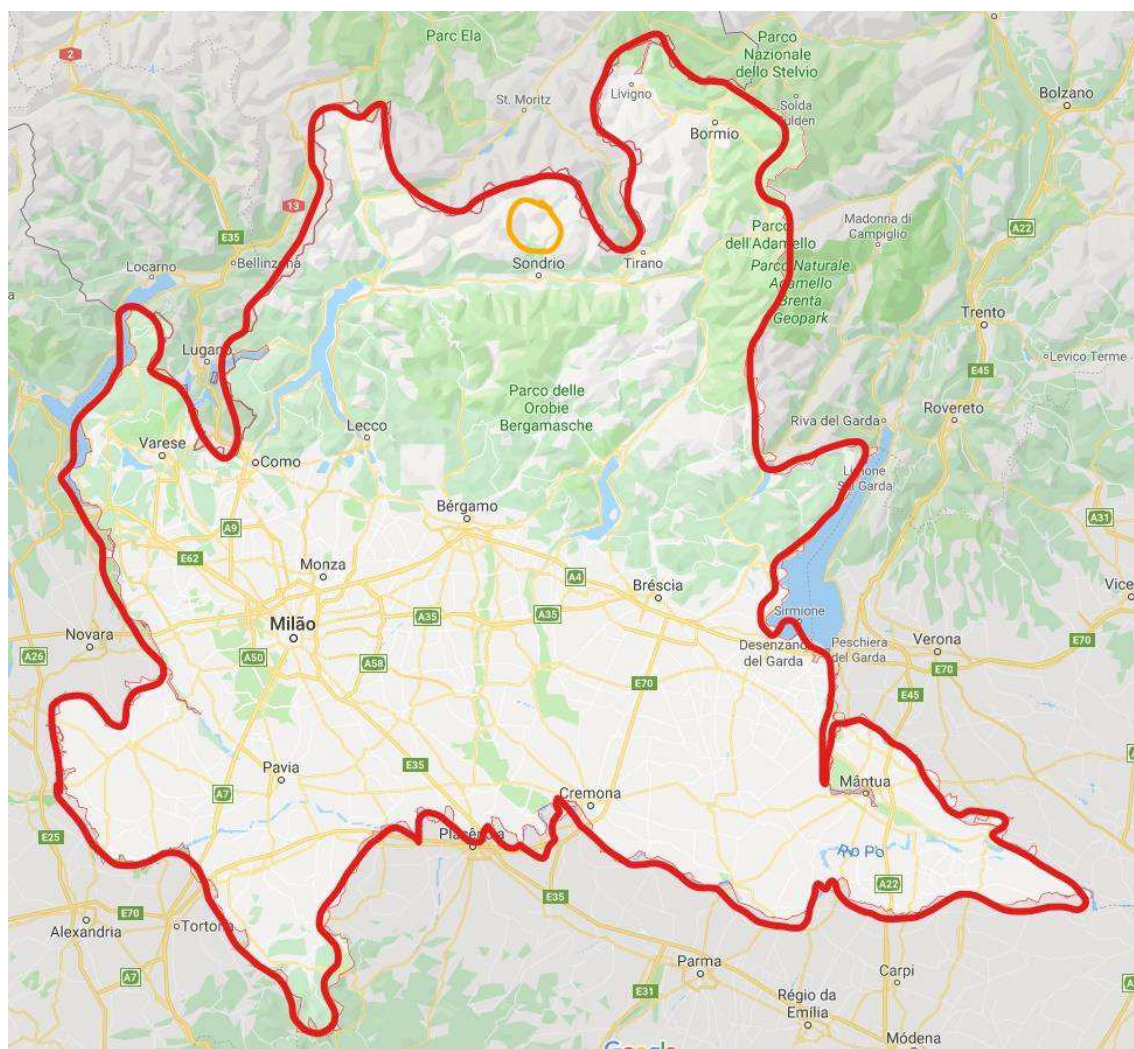 Parc Ela
Parco
Nazionale
dello Stelvio
2
Livigno
St. Moritz
Solda
Bolzano
Bormio
13
E35
Bellinzona
Locarno
Sondrio
Tirano
Parco
dell'Adamello
Parco Naturale
Adamello
Brenta
Geopark
Madonna di
Campiglio
A22
Trento
Lugano
E45
Levico Terme
Parco delle
Orobie
Bergamasche
Riva del Garda
Rovereto
Varese
Lecco
Como
Limone
Sul Garda
A9
Bérgamo
A31
E62
Monza
A4
Bréscia
Milão
A35
A35
Sirmione
Novara
A26
A50
A58
Desenzano
del Garda
Peschiera
del Garda
Verona
E70
E70
E70
E45
Pavia
A7
E35
Mântua
Cremona
E25
Placência
Rio Pó
A22
E35
E70
Alexandria
Tortona
Parma
Carpi
A7
E31
Régio da
Emília
Módena
Google